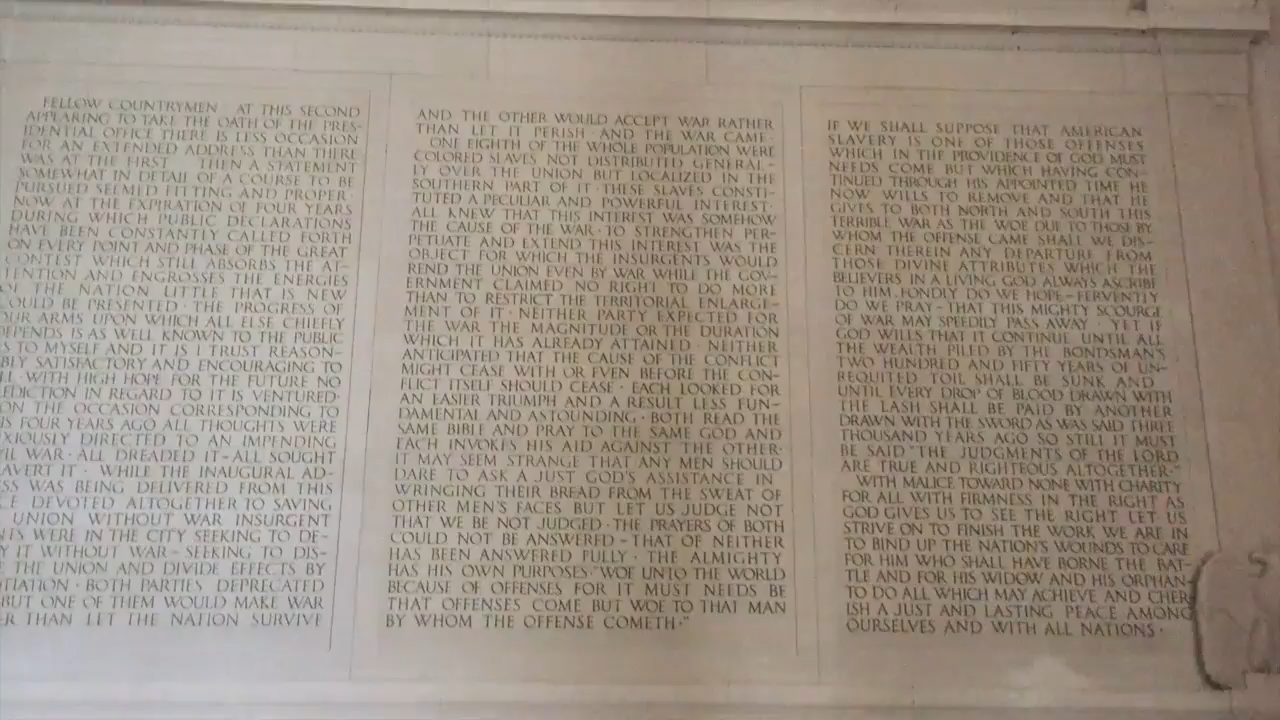 FELLOW COUNTRYMEN · AT THIS SECOND
APPEARING TO TAKE THE OATH OF THE PRES-
IDENTIAL OFFICE THERE IS LESS OCCASION
FOR AN EXTENDED ADDRESS THAN THERE
WAS AT THE FIRST · THEN A STATEMENT
SOMEWHAT IN DETAIL OF A COURSE TO BE
PURSUED SEEMED FITTING AND PROPER ·
NOW AT THE EXPIRATION OF FOUR YEARS
DURING WHICH PUBLIC DECLARATIONS
HAVE BEEN CONSTANTLY CALLED FORTH
ON EVERY POINT AND PHASE OF THE GREAT
CONTEST WHICH STILL ABSORBS THE AT-
TENTION AND ENGROSSES THE ENERGIES
OF THE NATION LITTLE THAT IS NEW
COULD BE PRESENTED · THE PROGRESS OF
OUR ARMS UPON WHICH ALL ELSE CHIEFLY
DEPENDS IS AS WELL KNOWN TO THE PUBLIC
AS TO MYSELF AND IT IS I TRUST REASON-
BLY SATISFACTORY AND ENCOURAGING TO
LL · WITH HIGH HOPE FOR THE FUTURE NO
EDICTION IN REGARD TO IT IS VENTURED ·
ON THE OCCASION CORRESPONDING TO
IS FOUR YEARS AGO ALL THOUGHTS WERE
XIOUSLY DIRECTED TO AN IMPENDING
IL WAR · ALL DREADED IT – ALL SOUGHT
AVERT IT · WHILE THE INAUGURAL AD-
SS WAS BEING DELIVERED FROM THIS
CE DEVOTED ALTOGETHER TO SAVING
UNION WITHOUT WAR INSURGENT
NTS WERE IN THE CITY SEEKING TO DE-
Y IT WITHOUT WAR – SEEKING TO DIS-
E THE UNION AND DIVIDE EFFECTS BY
TIATION · BOTH PARTIES DEPRECATED
BUT ONE OF THEM WOULD MAKE WAR
R THAN LET THE NATION SURVIVE
AND THE OTHER WOULD ACCEPT WAR RATHER
THAN LET IT PERISH · AND THE WAR CAME ·
ONE EIGHTH OF THE WHOLE POPULATION WERE
COLORED SLAVES NOT DISTRIBUTED GENERAL-
LY OVER THE UNION BUT LOCALIZED IN THE
SOUTHERN PART OF IT · THESE SLAVES CONSTI-
TUTED A PECULIAR AND POWERFUL INTEREST ·
ALL KNEW THAT THIS INTEREST WAS SOMEHOW
THE CAUSE OF THE WAR · TO STRENGTHEN PER-
PETUATE AND EXTEND THIS INTEREST WAS THE
OBJECT FOR WHICH THE INSURGENTS WOULD
REND THE UNION EVEN BY WAR WHILE THE GOV-
ERNMENT CLAIMED NO RIGHT TO DO MORE
THAN TO RESTRICT THE TERRITORIAL ENLARGE-
MENT OF IT · NEITHER PARTY EXPECTED FOR
THE WAR THE MAGNITUDE OR THE DURATION
WHICH IT HAS ALREADY ATTAINED · NEITHER
ANTICIPATED THAT THE CAUSE OF THE CONFLICT
MIGHT CEASE WITH OR EVEN BEFORE THE CON-
FLICT ITSELF SHOULD CEASE · EACH LOOKED FOR
AN EASIER TRIUMPH AND A RESULT LESS FUN-
DAMENTAL AND ASTOUNDING · BOTH READ THE
SAME BIBLE AND PRAY TO THE SAME GOD AND
EACH INVOKES HIS AID AGAINST THE OTHER ·
IT MAY SEEM STRANGE THAT ANY MEN SHOULD
DARE TO ASK A JUST GOD'S ASSISTANCE IN
WRINGING THEIR BREAD FROM THE SWEAT OF
OTHER MEN'S FACES BUT LET US JUDGE NOT
THAT WE BE NOT JUDGED · THE PRAYERS OF BOTH
COULD NOT BE ANSWERED – THAT OF NEITHER
HAS BEEN ANSWERED FULLY · THE ALMIGHTY
HAS HIS OWN PURPOSES · "WOE UNTO THE WORLD
BECAUSE OF OFFENSES FOR IT MUST NEEDS BE
THAT OFFENSES COME BUT WOE TO THAT MAN
BY WHOM THE OFFENSE COMETH ·"
IF WE SHALL SUPPOSE THAT AMERICAN
SLAVERY IS ONE OF THOSE OFFENSES
WHICH IN THE PROVIDENCE OF GOD MUST
NEEDS COME BUT WHICH HAVING CON-
TINUED THROUGH HIS APPOINTED TIME HE
NOW WILLS TO REMOVE AND THAT HE
GIVES TO BOTH NORTH AND SOUTH THIS
TERRIBLE WAR AS THE WOE DUE TO THOSE BY
WHOM THE OFFENSE CAME SHALL WE DIS-
CERN THEREIN ANY DEPARTURE FROM
THOSE DIVINE ATTRIBUTES WHICH THE
BELIEVERS IN A LIVING GOD ALWAYS ASCRIBE
TO HIM · FONDLY DO WE HOPE – FERVENTLY
DO WE PRAY – THAT THIS MIGHTY SCOURGE
OF WAR MAY SPEEDILY PASS AWAY · YET IF
GOD WILLS THAT IT CONTINUE UNTIL ALL
THE WEALTH PILED BY THE BONDSMAN'S
TWO HUNDRED AND FIFTY YEARS OF UN-
REQUITED TOIL SHALL BE SUNK AND
UNTIL EVERY DROP OF BLOOD DRAWN WITH
THE LASH SHALL BE PAID BY ANOTHER
DRAWN WITH THE SWORD AS WAS SAID THREE
THOUSAND YEARS AGO SO STILL IT MUST
BE SAID "THE JUDGMENTS OF THE LORD
ARE TRUE AND RIGHTEOUS ALTOGETHER ·"
WITH MALICE TOWARD NONE WITH CHARITY
FOR ALL WITH FIRMNESS IN THE RIGHT AS
GOD GIVES US TO SEE THE RIGHT LET US
STRIVE ON TO FINISH THE WORK WE ARE IN
TO BIND UP THE NATION'S WOUNDS TO CARE
FOR HIM WHO SHALL HAVE BORNE THE BAT-
TLE AND FOR HIS WIDOW AND HIS ORPHAN –
TO DO ALL WHICH MAY ACHIEVE AND CHER-
ISH A JUST AND LASTING PEACE AMONG
OURSELVES AND WITH ALL NATIONS ·